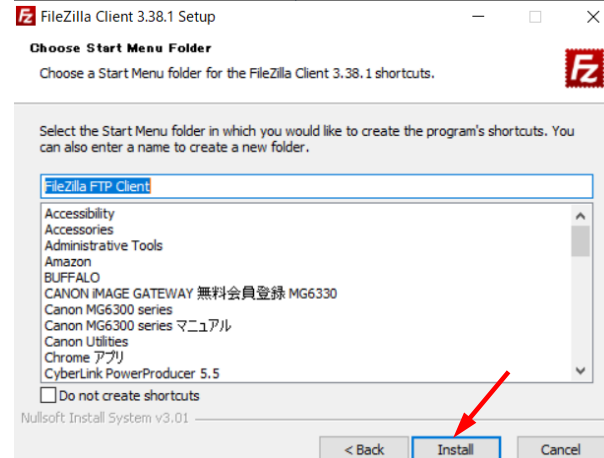 FileZilla Client 3.38.1 Setup
Choose Start Menu Folder
Choose a Start Menu folder for the FileZilla Client 3.38.1 shortcuts.
Fz
Select the Start Menu folder in which you would like to create the program's shortcuts. You
can also enter a name to create a new folder.
FileZilla FTP Client
Accessibility
Accessories
Administrative Tools
Amazon
BUFFALO
CANON iMAGE GATEWAY 無料会員登録 MG6330
Canon MG6300 series
Canon MG6300 series マニュアル
Canon Utilities
Chrome アプリ
CyberLink PowerProducer 5.5
Do not create shortcuts
Nullsoft Install System v3.01
< Back Install Cancel